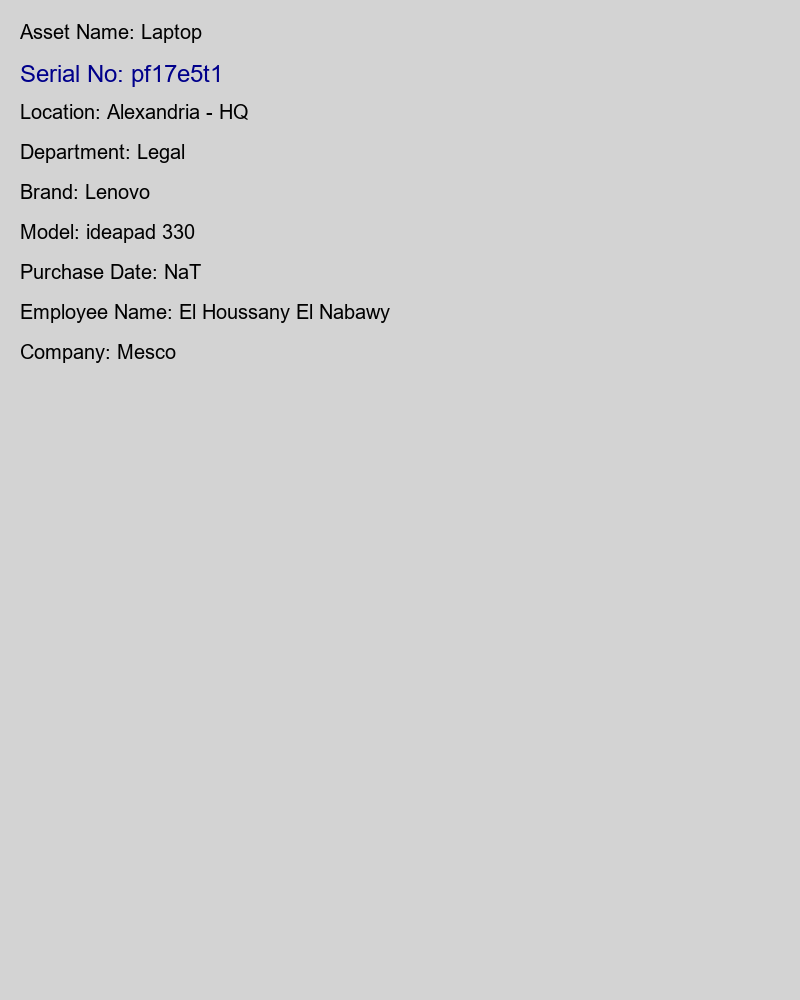 Asset Name: Laptop
Serial No: pf17e5t1
Location: Alexandria - HQ
Department: Legal
Brand: Lenovo
Model: ideapad 330
Purchase Date: NaT
Employee Name: El Houssany El Nabawy
Company: Mesco